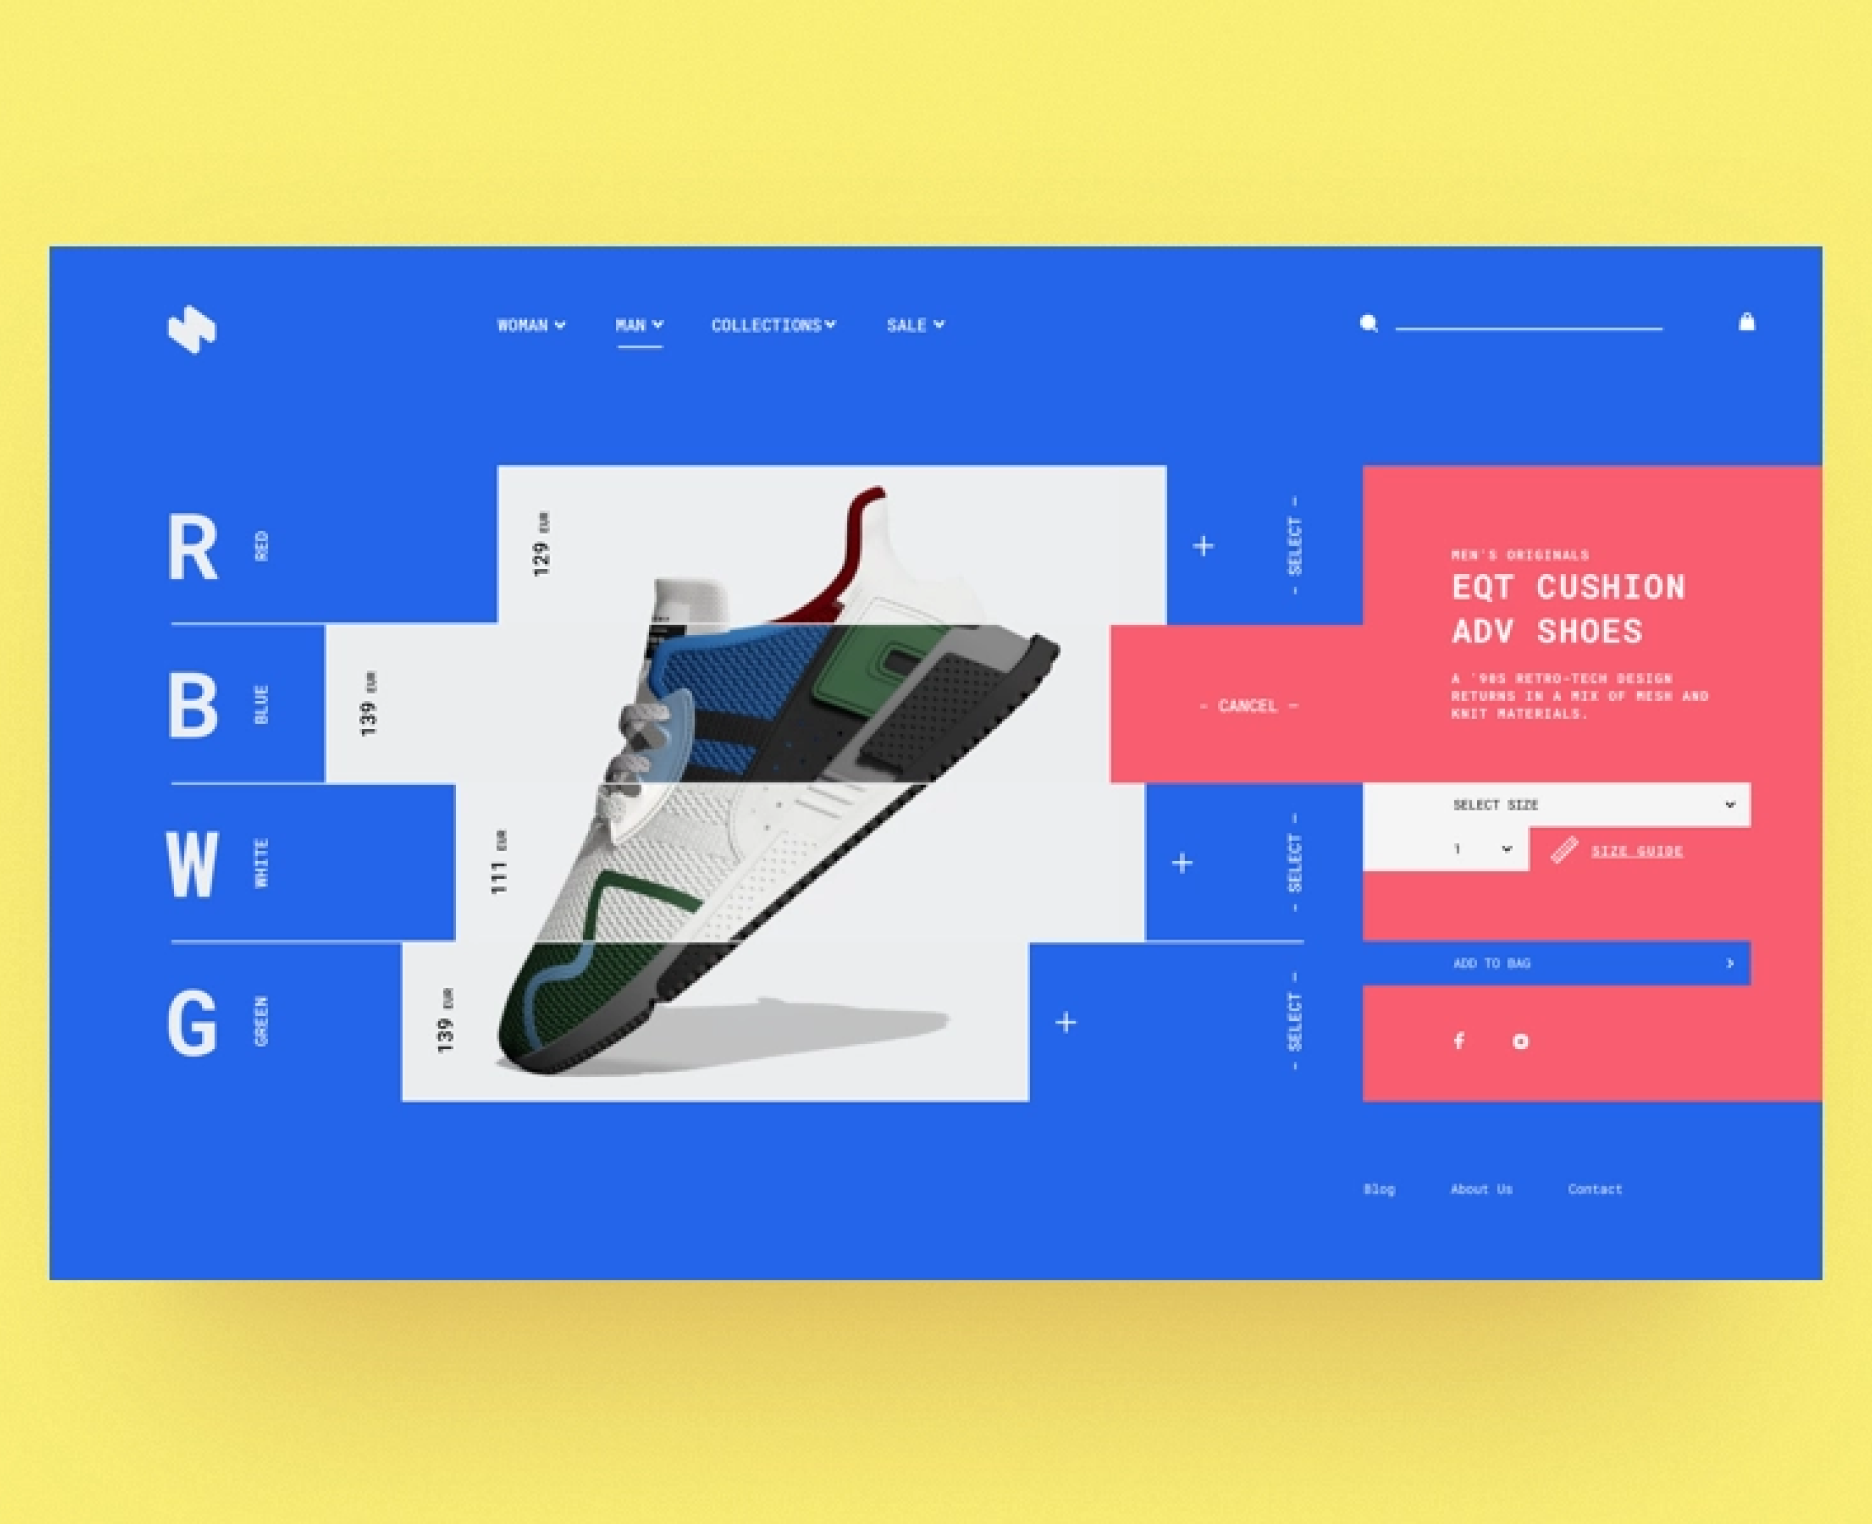 WOMAN
MAN
COLLECTIONS
SALE
R
RED
129 EUR
+
- SELECT -
B
BLUE
139 EUR
- CANCEL -
W
WHITE
111 EUR
+
- SELECT -
G
GREEN
139 EUR
+
- SELECT -
MEN'S ORIGINALS
EQT CUSHION
ADV SHOES
A '90S RETRO-TECH DESIGN
RETURNS IN A MIX OF MESH AND
KNIT MATERIALS.
SELECT SIZE
1
SIZE GUIDE
ADD TO BAG
Blog
About Us
Contact